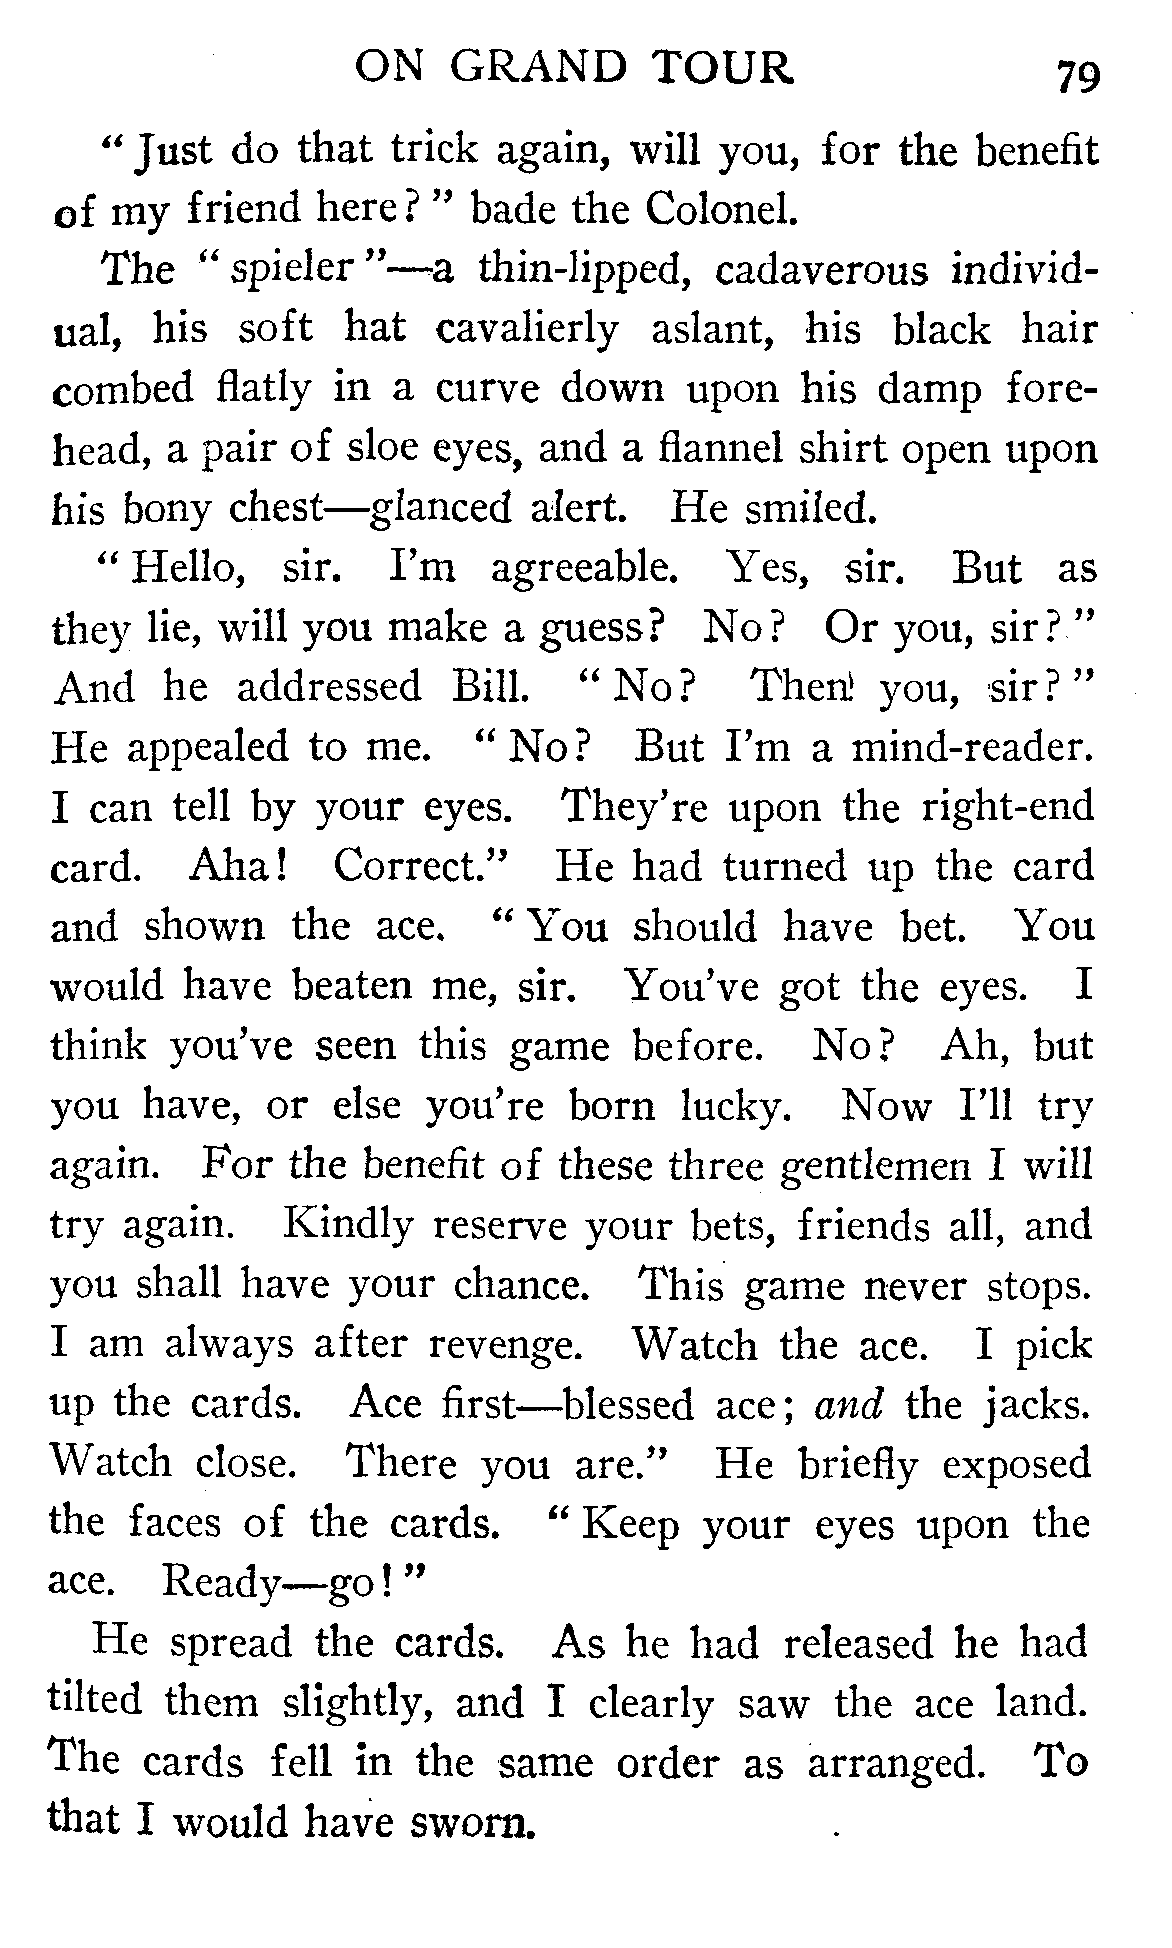 ON GRAND TOUR 79
"Just do that trick again, will you, for the benefit
of my friend here?" bade the Colonel.
The "spieler"—a thin-lipped, cadaverous individ-
ual, his soft hat cavalierly aslant, his black hair
combed flatly in a curve down upon his damp fore-
head, a pair of sloe eyes, and a flannel shirt open upon
his bony chest—glanced alert. He smiled.
"Hello, sir. I'm agreeable. Yes, sir. But as
they lie, will you make a guess? No? Or you, sir?"
And he addressed Bill. "No? Then! you, sir?"
He appealed to me. "No? But I'm a mind-reader.
I can tell by your eyes. They're upon the right-end
card. Aha! Correct." He had turned up the card
and shown the ace. "You should have bet. You
would have beaten me, sir. You've got the eyes. I
think you've seen this game before. No? Ah, but
you have, or else you're born lucky. Now I'll try
again. For the benefit of these three gentlemen I will
try again. Kindly reserve your bets, friends all, and
you shall have your chance. This game never stops.
I am always after revenge. Watch the ace. I pick
up the cards. Ace first—blessed ace; and the jacks.
Watch close. There you are." He briefly exposed
the faces of the cards. "Keep your eyes upon the
ace. Ready—go!"
He spread the cards. As he had released he had
tilted them slightly, and I clearly saw the ace land.
The cards fell in the same order as arranged. To
that I would have sworn.